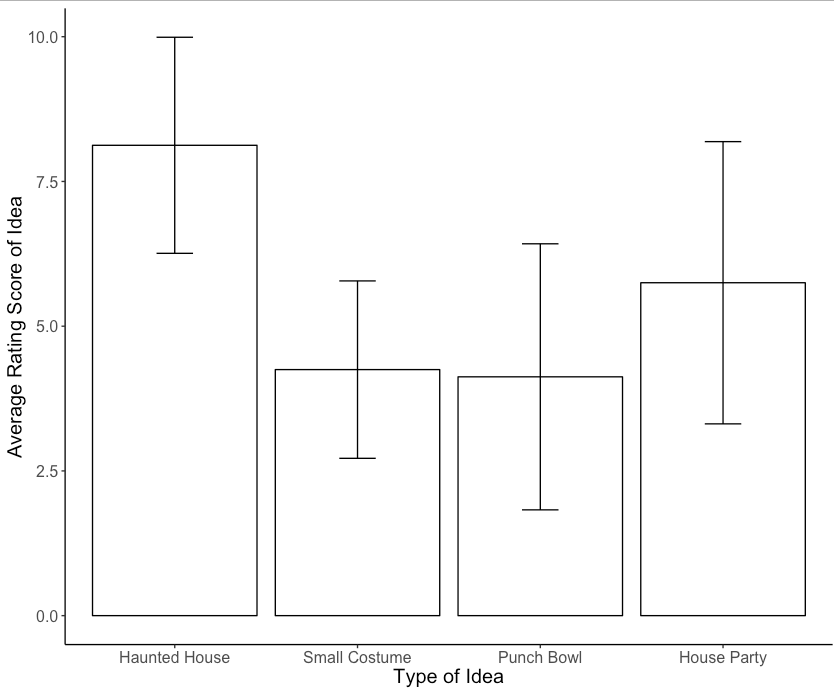 Average Rating Score of Idea
10.0
7.5
5.0
2.5
0.0
Haunted House Small Costume Punch Bowl House Party
Type of Idea